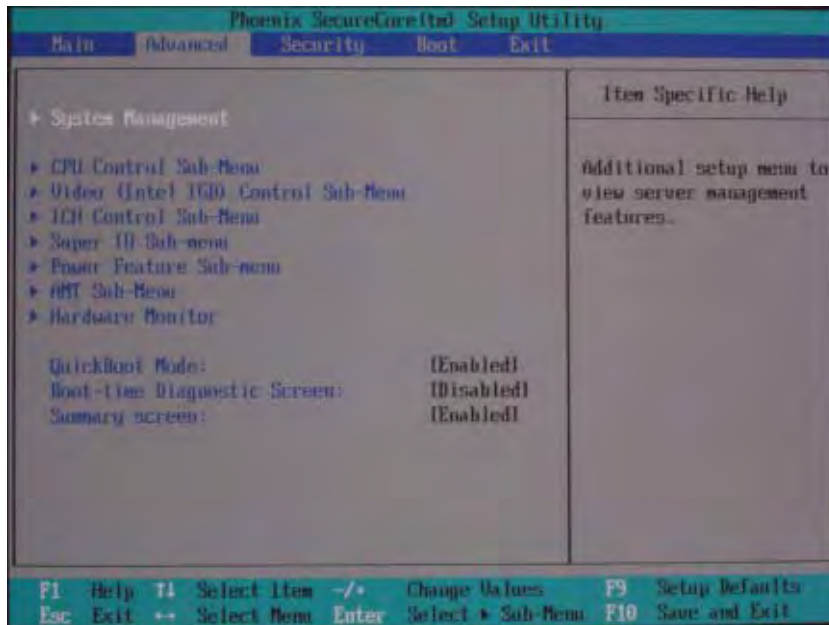 Phoenix SecureCore(tm) Setup Utility
Main Advanced Security Boot Exit
Item Specific Help
▶ System Management
▶ CPU Control Sub-Menu
▶ Video (Intel IGD) Control Sub-Menu
▶ ICH Control Sub-Menu
▶ Super IO Sub-menu
▶ Power Feature Sub-menu
▶ AMT Sub-Menu
▶ Hardware Monitor
QuickBoot Mode: [Enabled]
Boot-time Diagnostic Screen: [Disabled]
Summary screen: [Enabled]
Additional setup menu to
view server management
features.
F1 Help ↑↓ Select Item -/+ Change Values F9 Setup Defaults
Esc Exit ↔ Select Menu Enter Select ▶ Sub-Menu F10 Save and Exit